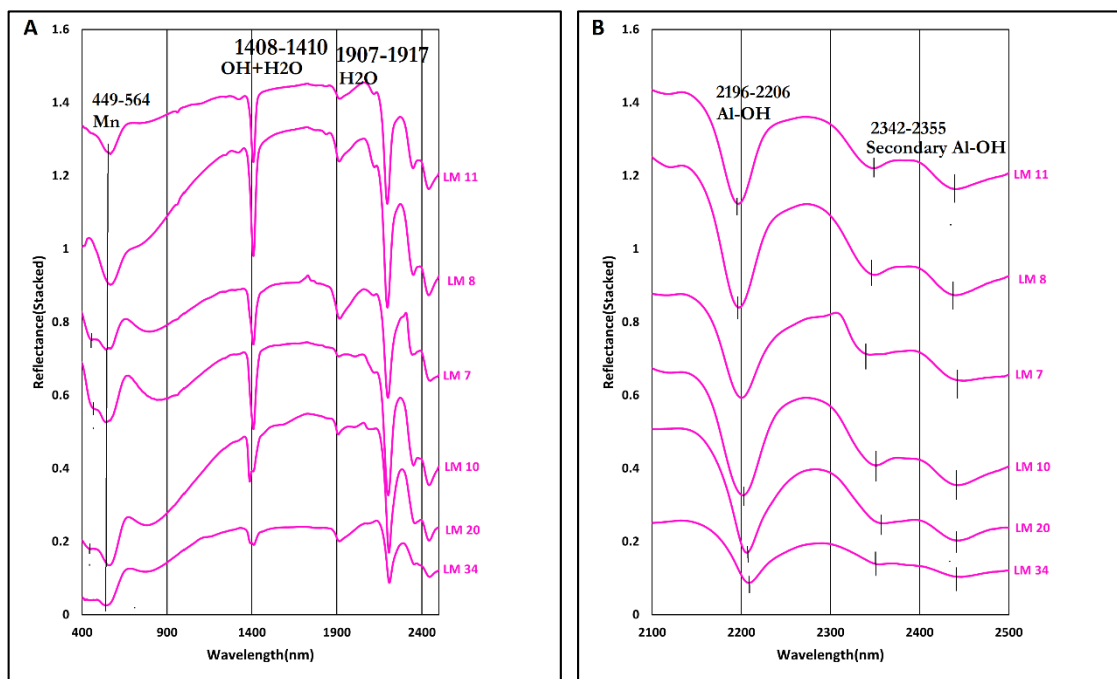 A
1408-1410
OH+H2O
1907-1917
H2O
449-564
Mn
Reflectance(Stacked)
1.6
1.4
1.2
1
0.8
0.6
0.4
0.2
0
LM 11
LM 8
LM 7
LM 10
LM 20
LM 34
400 900 1400 1900 2400
Wavelength(nm)
B
2196-2206
Al-OH
2342-2355
Secondary Al-OH
Reflectance(Stacked)
1.6
1.4
1.2
1
0.8
0.6
0.4
0.2
0
LM 11
LM 8
LM 7
LM 10
LM 20
LM 34
2100 2200 2300 2400 2500
Wavelength(nm)